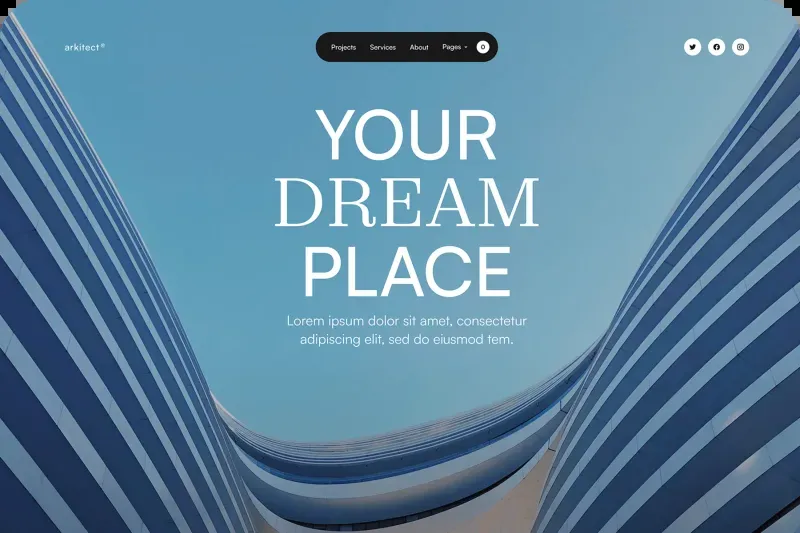 arkitect®
Projects Services About Pages 0
YOUR
DREAM
PLACE
Lorem ipsum dolor sit amet, consectetur
adipiscing elit, sed do eiusmod tem.